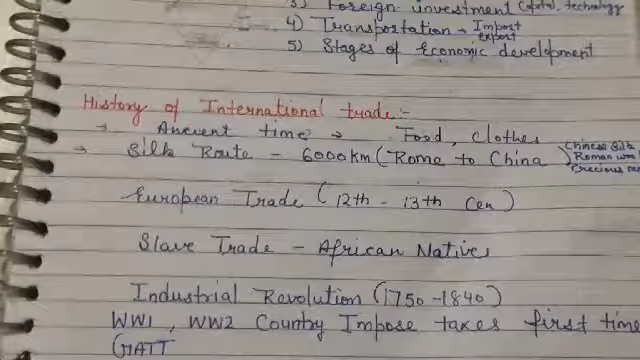 3) Foreign investment (Capital, technology
4) Transportation → Import
export
5) Stages of Economic development
History of International trade:-
→ Ancient time → Food, clothes
→ Silk Route - 6000km (Rome to China) Chinese Silk
Roman
Precious
European Trade (12th - 13th Cen)
Slave Trade - African Natives
Industrial Revolution (1750-1840)
WW1, WW2 Country Impose taxes first time
GATT